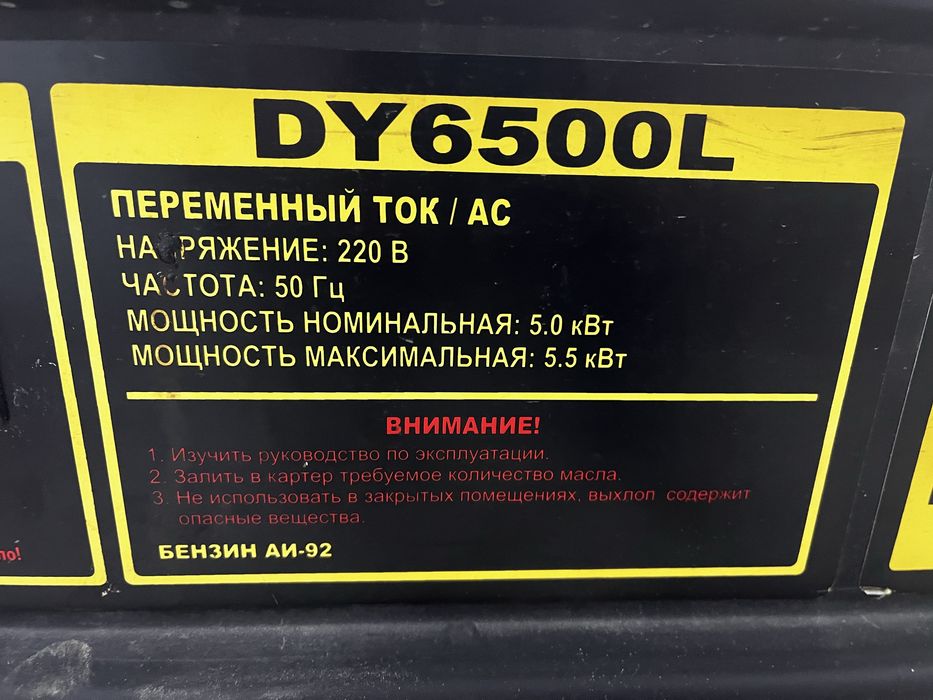 DY6500L
ПЕРЕМЕННЫЙ ТОК / AC
НАПРЯЖЕНИЕ: 220 В
ЧАСТОТА: 50 Гц
МОЩНОСТЬ НОМИНАЛЬНАЯ: 5.0 кВт
МОЩНОСТЬ МАКСИМАЛЬНАЯ: 5.5 кВт
ВНИМАНИЕ!
1. Изучить руководство по эксплуатации.
2. Залить в картер требуемое количество масла.
3. Не использовать в закрытых помещениях, выхлоп содержит
опасные вещества.
БЕНЗИН АИ-92